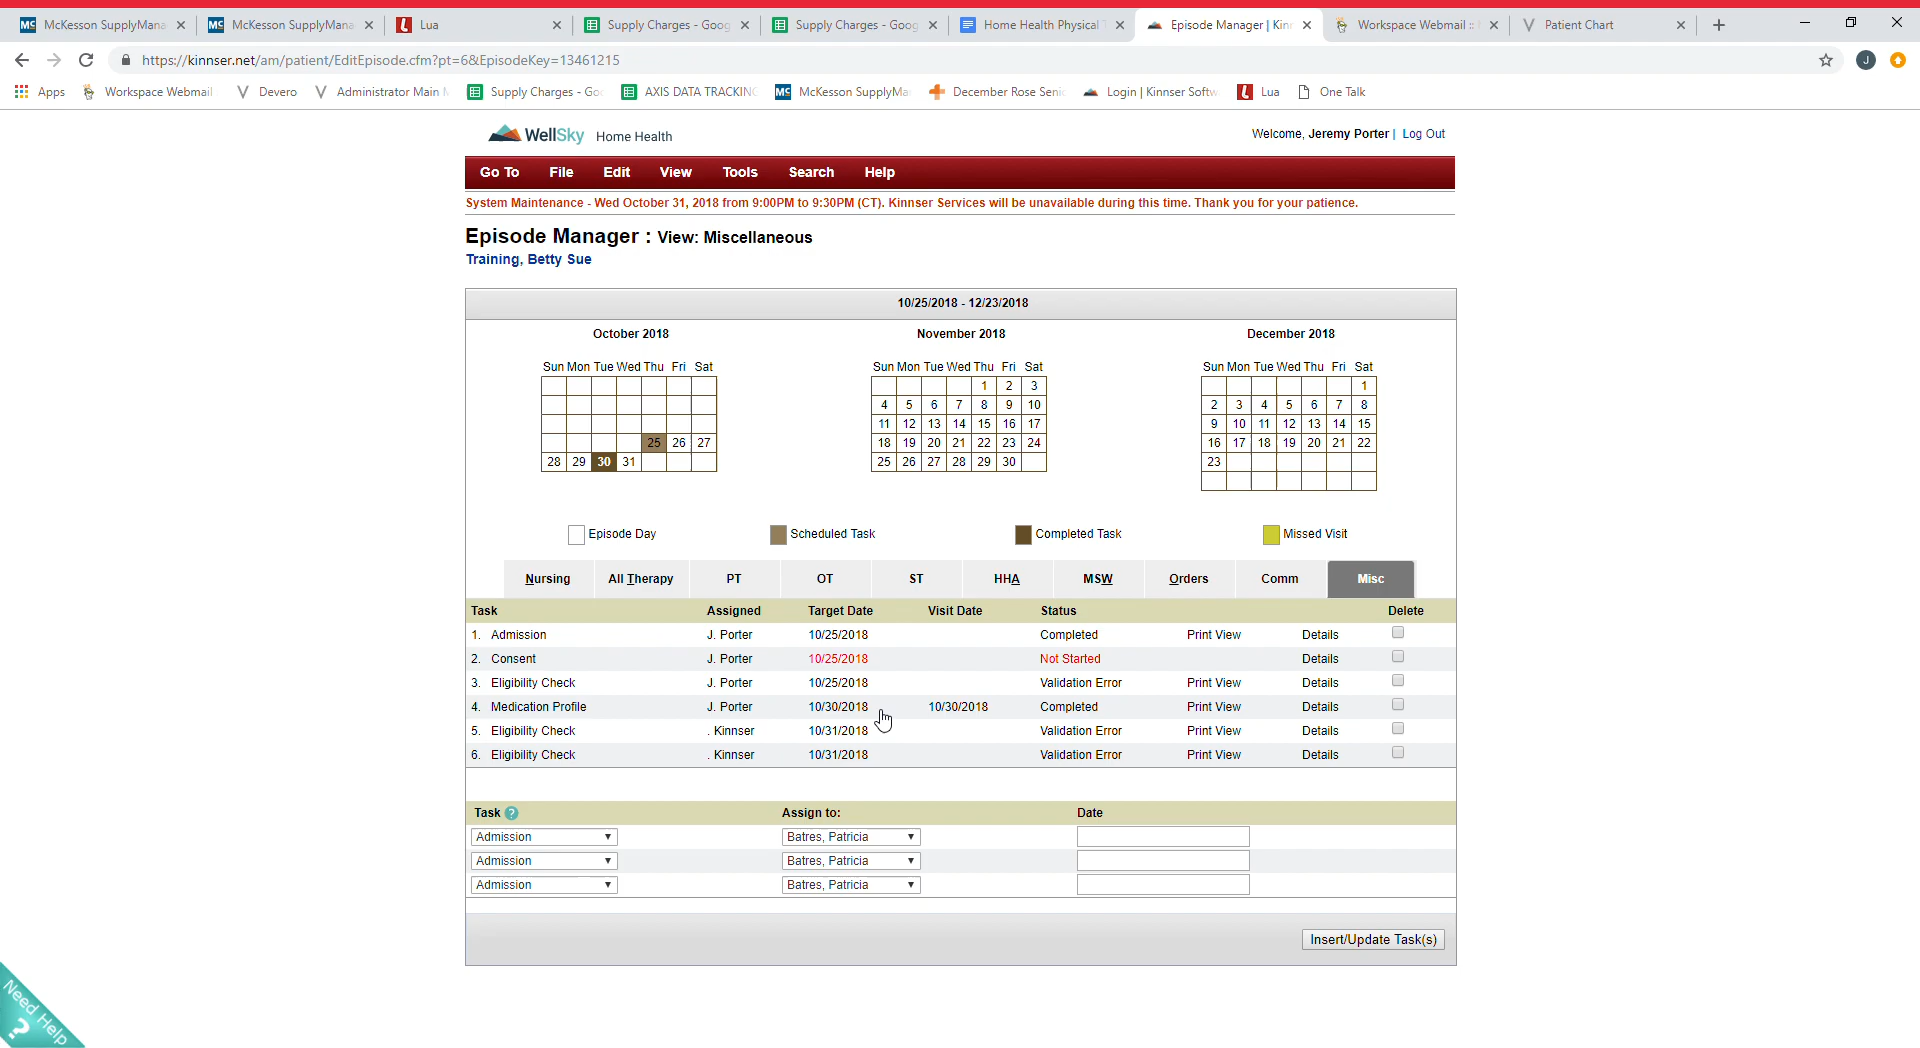 McKesson SupplyMana
McKesson SupplyMana
Lua
Supply Charges - Goog
Supply Charges - Goog
Home Health Physical T
Episode Manager | Kinn
Workspace Webmail ::
Patient Chart
https://kinnser.net/am/patient/EditEpisode.cfm?pt=6&EpisodeKey=13461215
J
Apps
Workspace Webmail
Devero
Administrator Main M
Supply Charges - Goo
AXIS DATA TRACKING
McKesson SupplyMa
December Rose Senio
Login | Kinnser Softw
Lua
One Talk
WellSky Home Health
Welcome, Jeremy Porter | Log Out
Go To File Edit View Tools Search Help
System Maintenance - Wed October 31, 2018 from 9:00PM to 9:30PM (CT). Kinnser Services will be unavailable during this time. Thank you for your patience.
Episode Manager : View: Miscellaneous
Training, Betty Sue
10/25/2018 - 12/23/2018
October 2018
Sun Mon Tue Wed Thu Fri Sat
25 26 27
28 29 30 31
November 2018
Sun Mon Tue Wed Thu Fri Sat
1 2 3
4 5 6 7 8 9 10
11 12 13 14 15 16 17
18 19 20 21 22 23 24
25 26 27 28 29 30
December 2018
Sun Mon Tue Wed Thu Fri Sat
1
2 3 4 5 6 7 8
9 10 11 12 13 14 15
16 17 18 19 20 21 22
23
Episode Day Scheduled Task Completed Task Missed Visit
Nursing All Therapy PT OT ST HHA MSW Orders Comm Misc
Task Assigned Target Date Visit Date Status Delete
1. Admission J. Porter 10/25/2018 Completed Print View Details
2. Consent J. Porter 10/25/2018 Not Started Details
3. Eligibility Check J. Porter 10/25/2018 Validation Error Print View Details
4. Medication Profile J. Porter 10/30/2018 10/30/2018 Completed Print View Details
5. Eligibility Check . Kinnser 10/31/2018 Validation Error Print View Details
6. Eligibility Check . Kinnser 10/31/2018 Validation Error Print View Details
Task ? Assign to: Date
Admission Batres, Patricia
Admission Batres, Patricia
Admission Batres, Patricia
Insert/Update Task(s)
Need Help
?